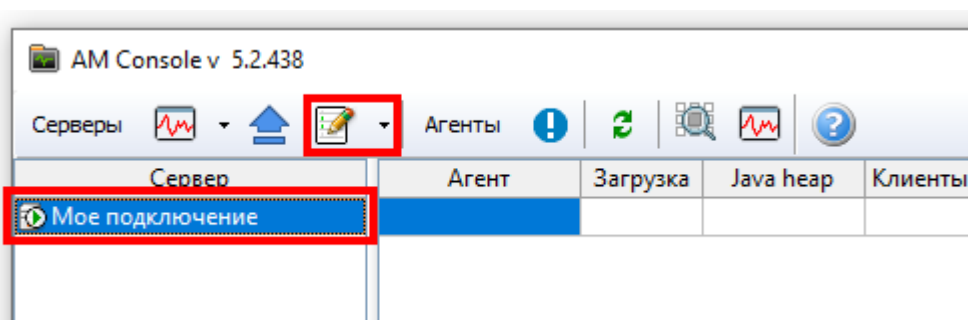 AM Console v 5.2.438
Серверы Агенты
Сервер Агент Загрузка Java heap Клиенты
Мое подключение